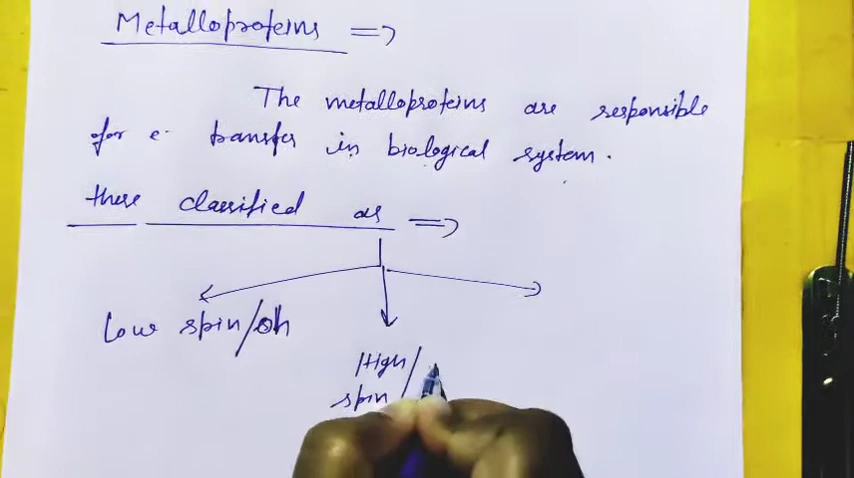 Metalloproteins =>
The metalloproteins are responsible
for e- transfer in biological system.
these classified as =>
Low spin/oh
High/
spin